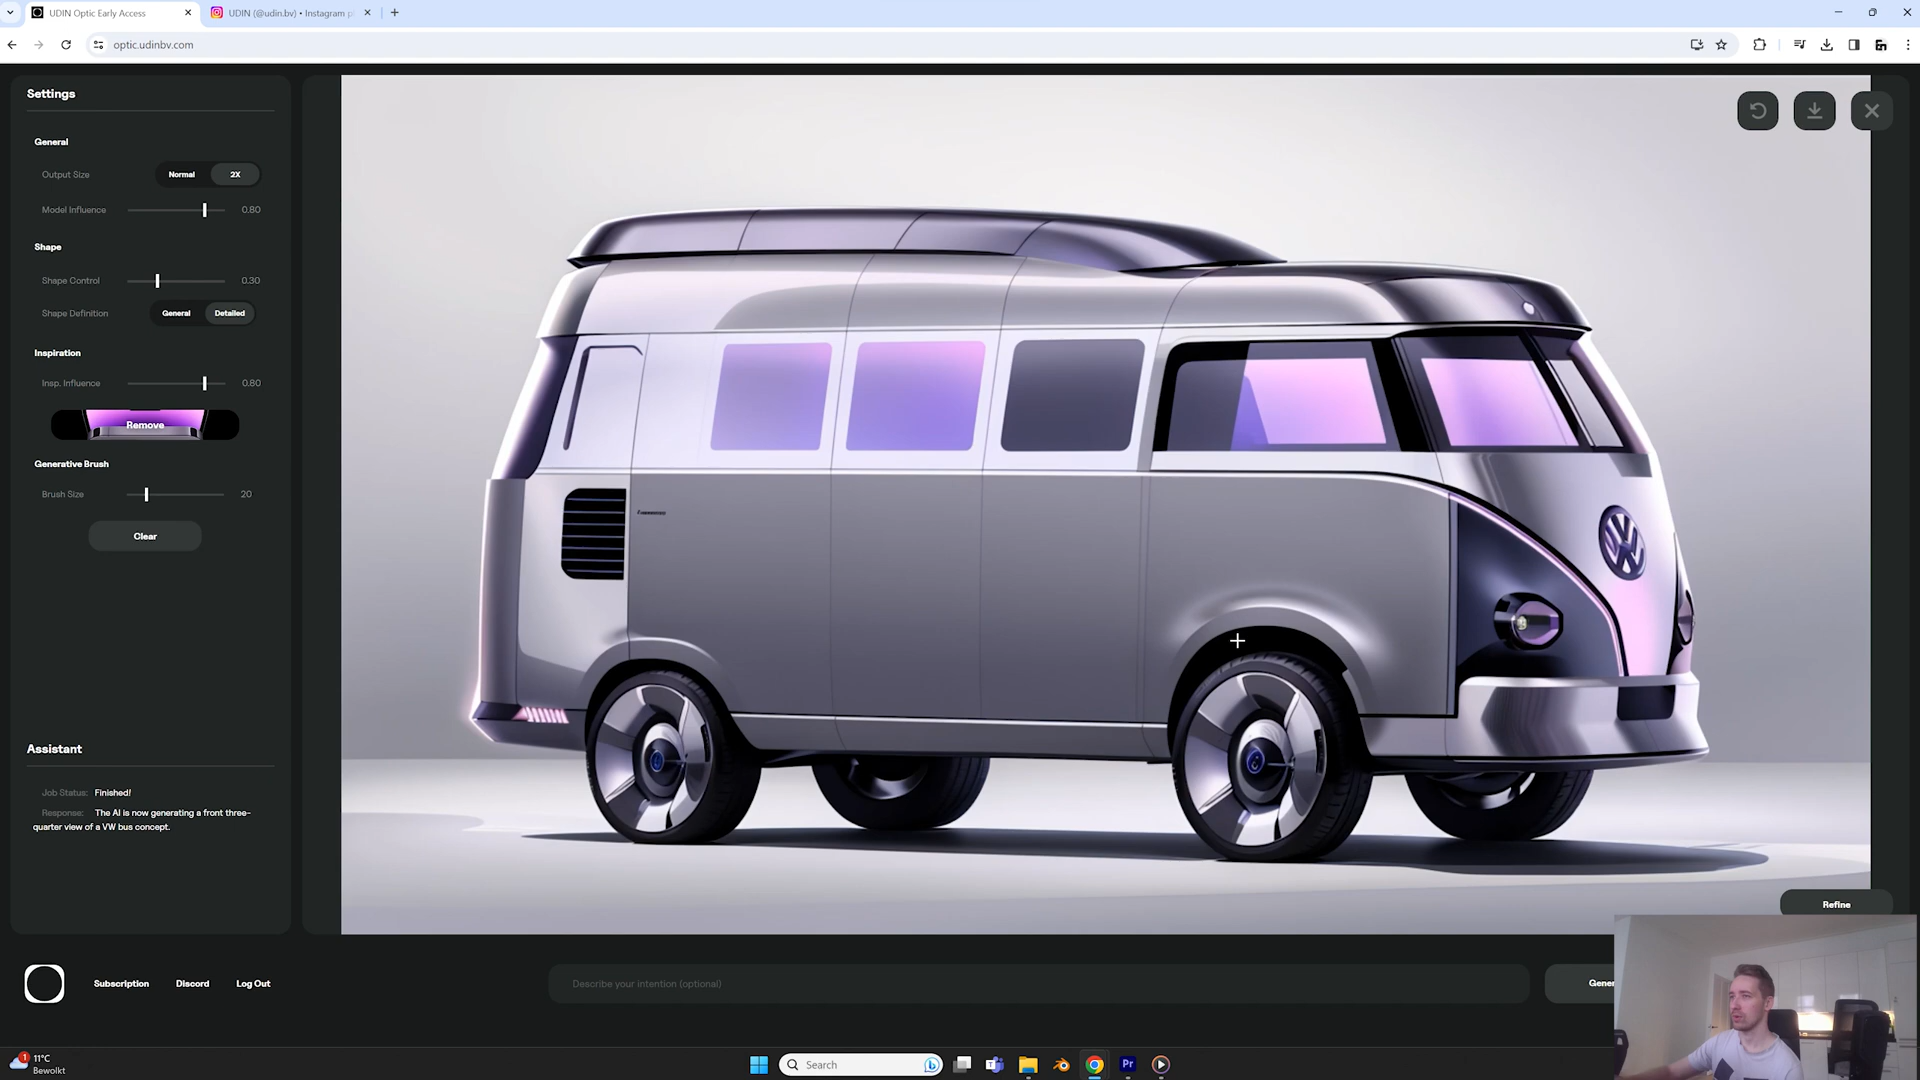 UDIN Optic Early Access
UDIN (@udin.bv) • Instagram p
optic.udinbv.com
Settings
General
Output Size Normal 2X
Model Influence 0.80
Shape
Shape Control 0.30
Shape Definition General Detailed
Inspiration
Insp. Influence 0.80
Remove
Generative Brush
Brush Size 20
Clear
Assistant
Job Status: Finished!
Response: The AI is now generating a front three-
quarter view of a VW bus concept.
Refine
Subscription Discord Log Out
Describe your intention (optional)
Gener
1
11°C
Bewolkt
Search
Pr